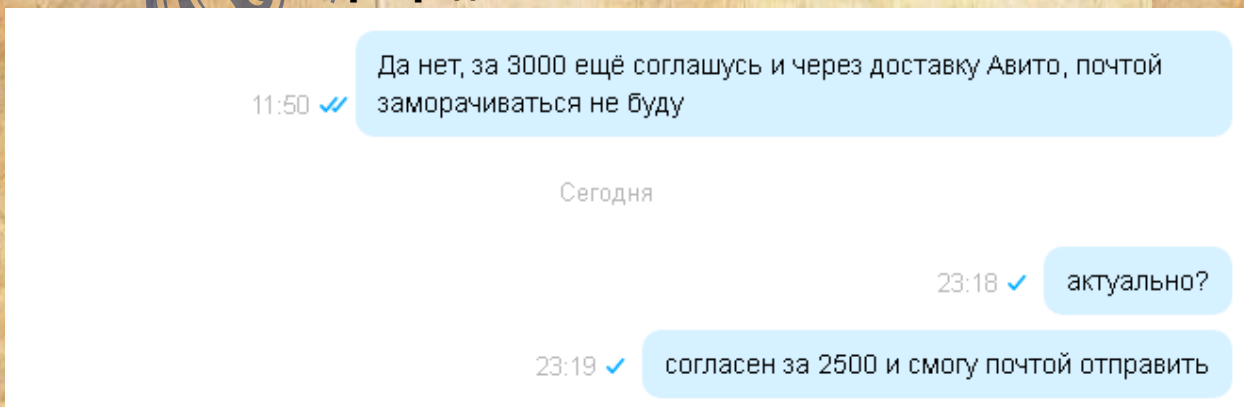 Да нет, за 3000 ещё соглашусь и через доставку Авито, почтой
11:50 заморачиваться не буду
Сегодня
23:18 актуально?
23:19 согласен за 2500 и смогу почтой отправить